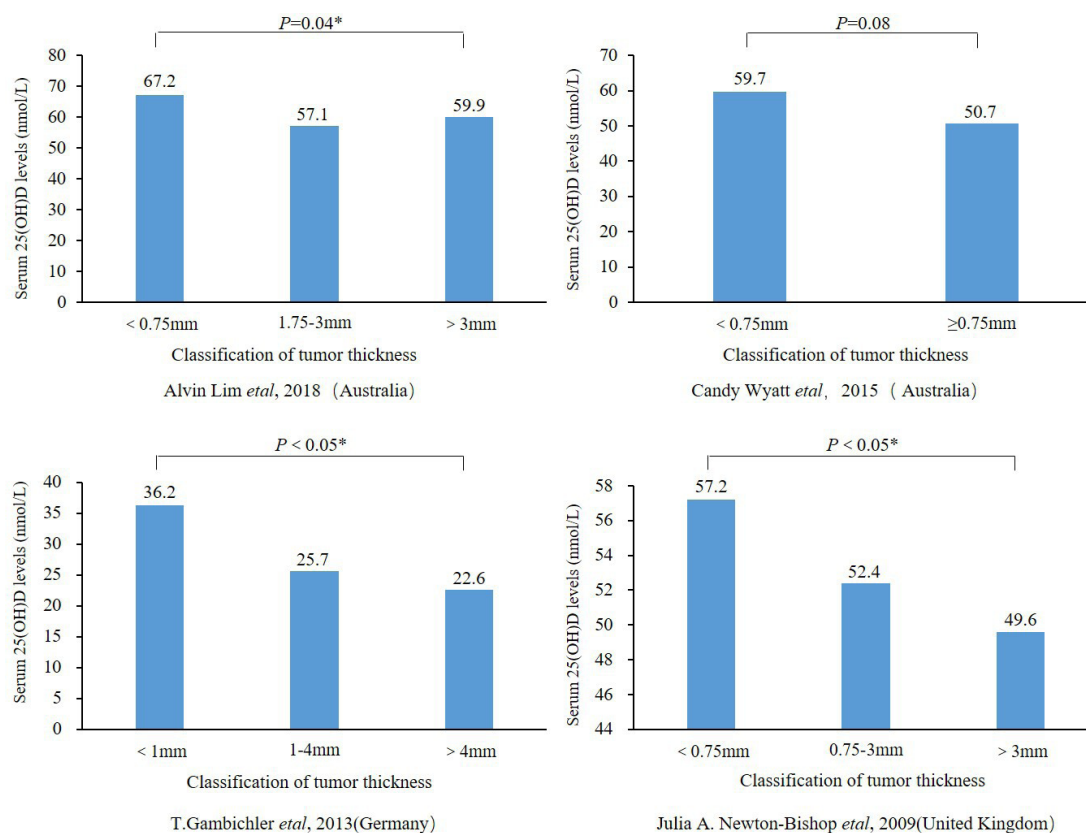 P=0.04*
Serum 25(OH)D levels (nmol/L)
80
70
60
50
40
30
20
10
0
67.2
57.1
59.9
< 0.75mm 1.75-3mm > 3mm
Classification of tumor thickness
Alvin Lim etal, 2018（Australia）
P=0.08
Serum 25(OH)D levels (nmol/L)
70
60
50
40
30
20
10
0
59.7
50.7
< 0.75mm ≥0.75mm
Classification of tumor thickness
Candy Wyatt etal， 2015（ Australia）
P < 0.05*
Serum 25(OH)D levels (nmol/L)
40
35
30
25
20
15
10
5
0
36.2
25.7
22.6
< 1mm 1-4mm > 4mm
Classification of tumor thickness
T.Gambichler etal, 2013(Germany）
P < 0.05*
Serum 25(OH)D levels (nmol/L)
58
56
54
52
50
48
46
44
57.2
52.4
49.6
< 0.75mm 0.75-3mm > 3mm
Classification of tumor thickness
Julia A. Newton-Bishop etal, 2009(United Kingdom）